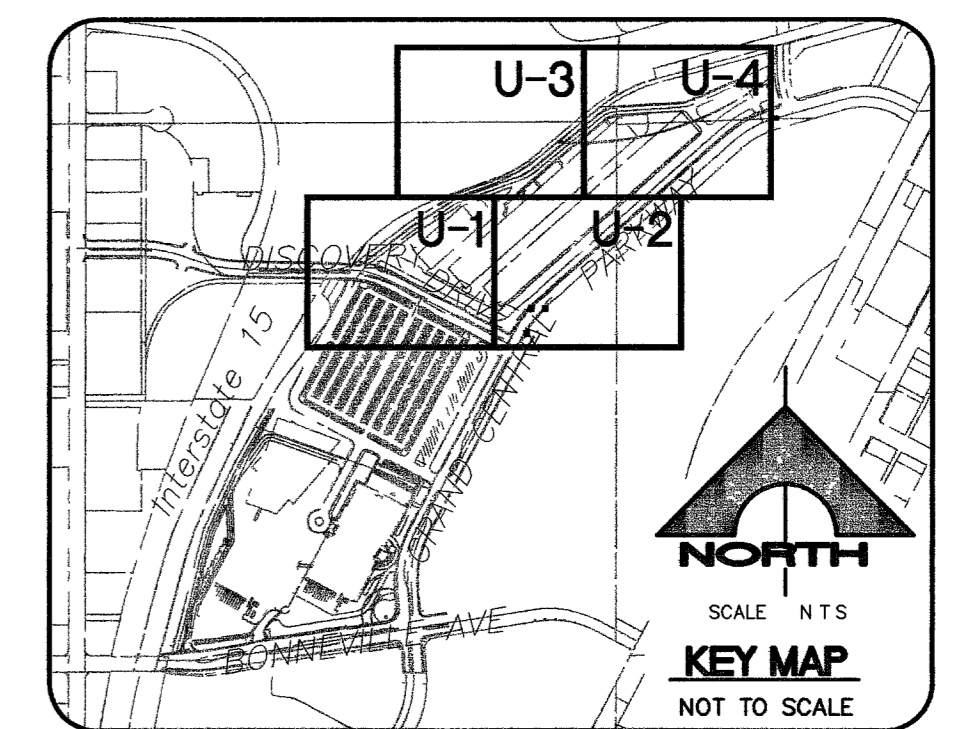 U-3
U-4
U-1
U-2
DISCOVERY DRIVE
PARKWAY
Interstate 15
GRAND CENTRAL
BONNEVILLE AVE
NORTH
SCALE N T S
KEY MAP
NOT TO SCALE